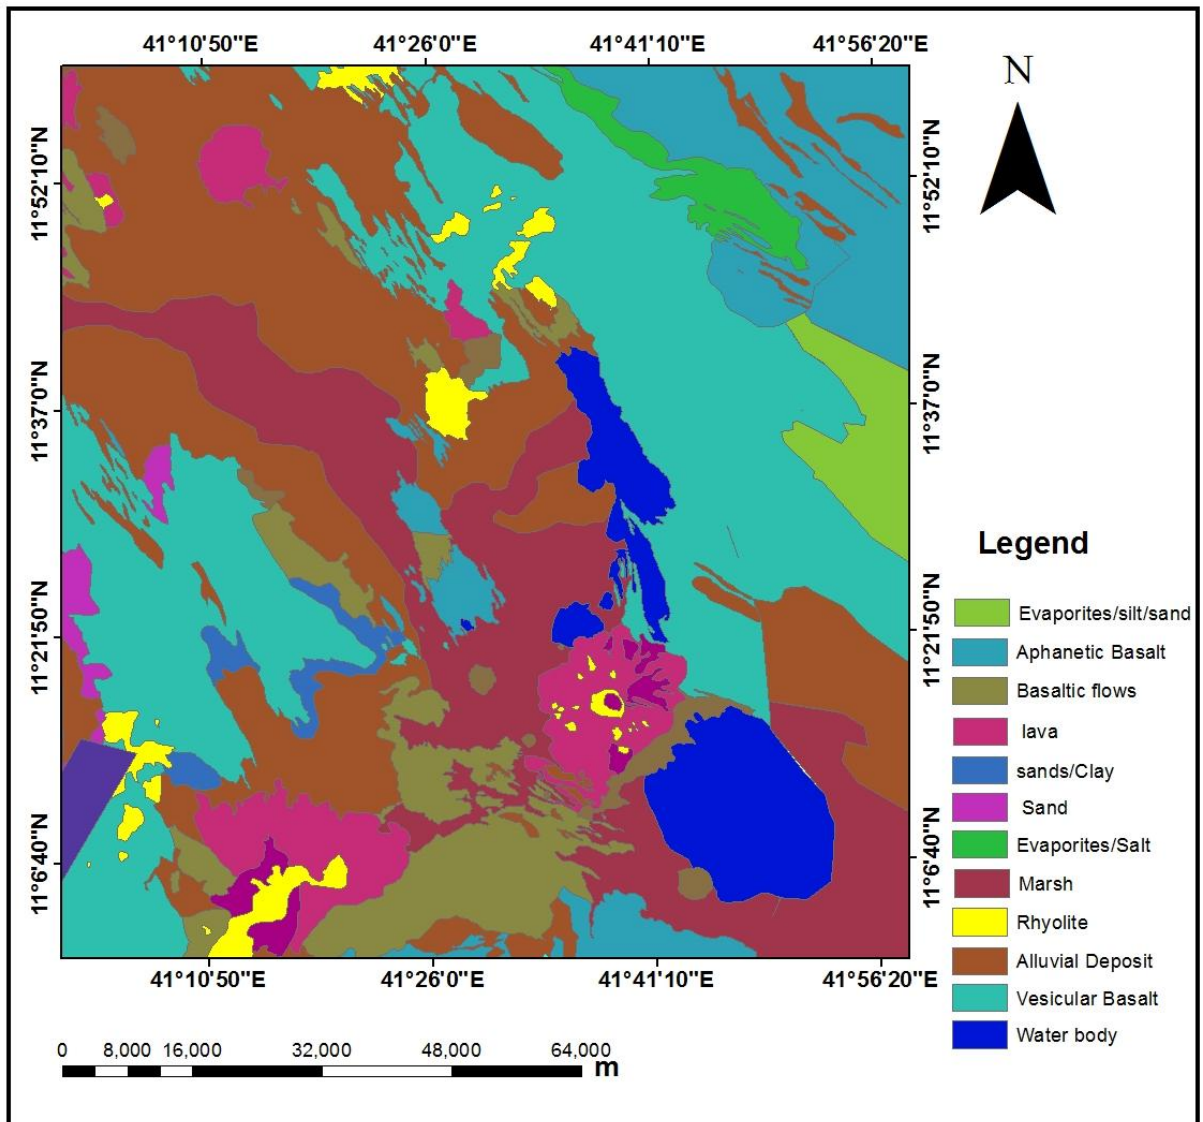 41°10'50"E 41°26'0"E 41°41'10"E 41°56'20"E
N
11°52'10"N 11°52'10"N
11°37'0"N 11°37'0"N
Legend
11°21'50"N 11°21'50"N
Evaporites/silt/sand
Aphanetic Basalt
Basaltic flows
lava
sands/Clay
Sand
Evaporites/Salt
11°6'40"N 11°6'40"N
Marsh
Rhyolite
Alluvial Deposit
Vesicular Basalt
Water body
41°10'50"E 41°26'0"E 41°41'10"E 41°56'20"E
0 8,000 16,000 32,000 48,000 64,000
m